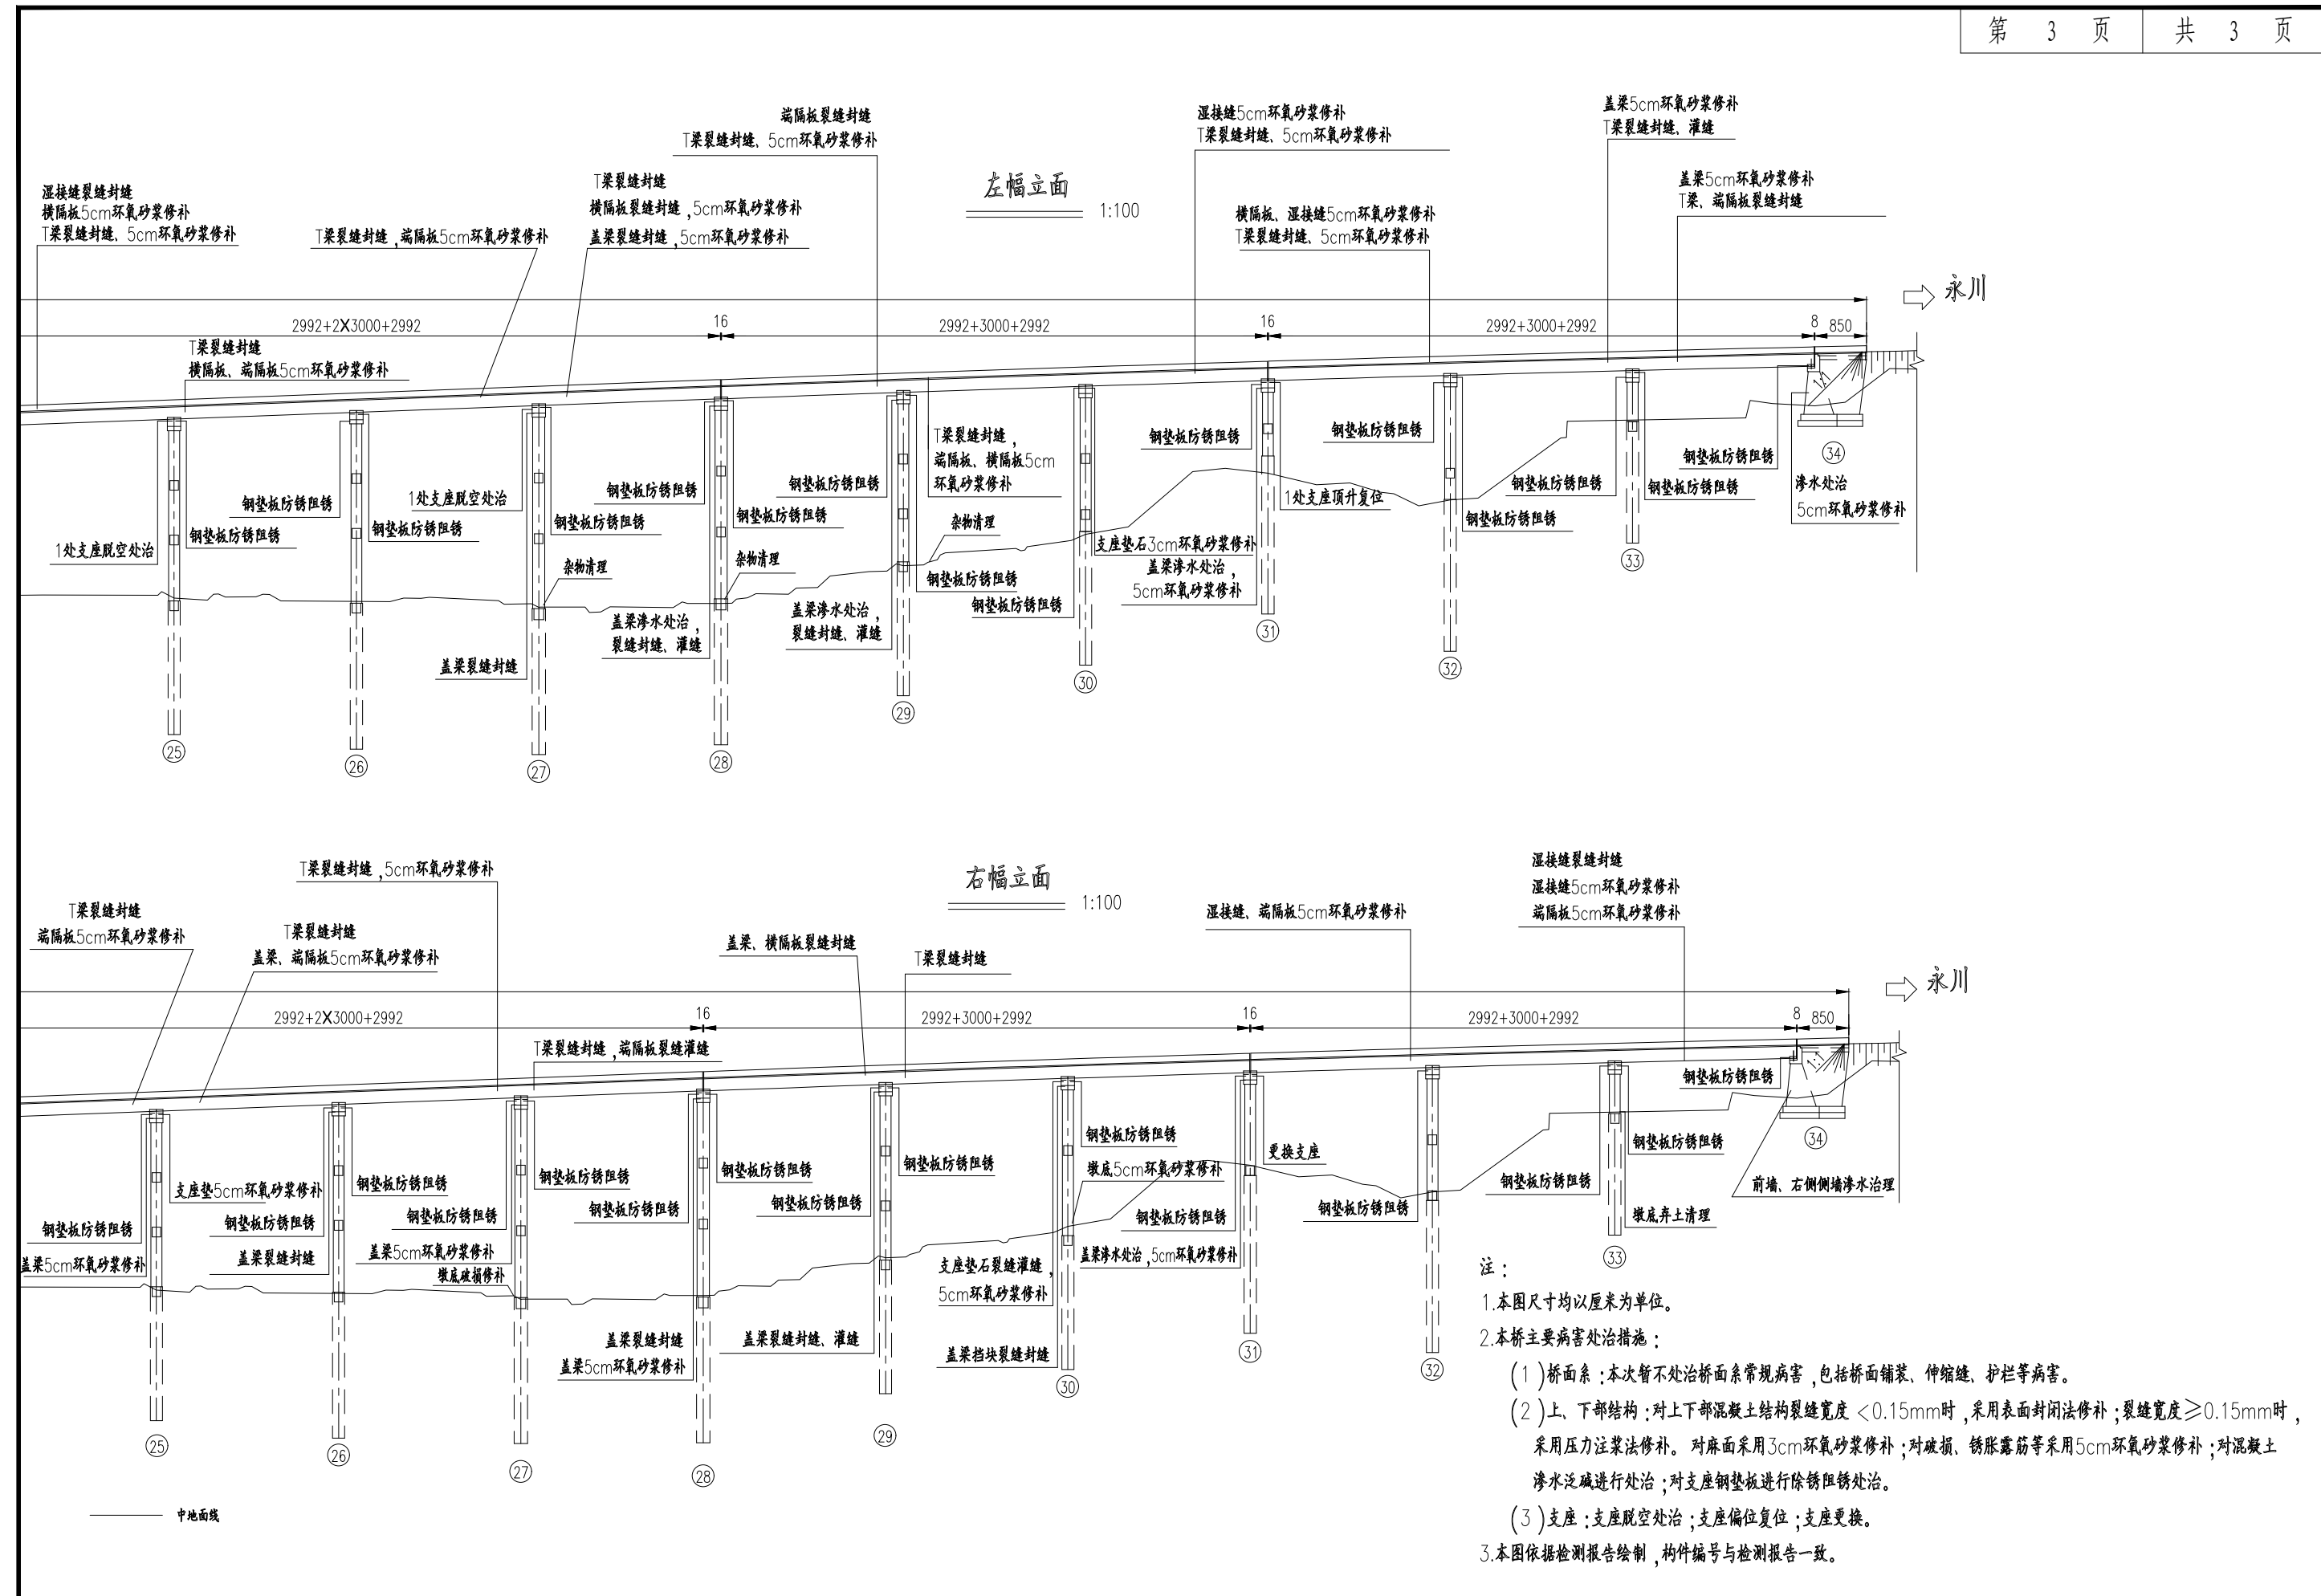 第 3 页 共 3 页
端隔板裂缝封缝
T梁裂缝封缝、5cm环氧砂浆修补
湿接缝5cm环氧砂浆修补
T梁裂缝封缝、5cm环氧砂浆修补
盖梁5cm环氧砂浆修补
T梁裂缝封缝、灌缝
湿接缝裂缝封缝
横隔板5cm环氧砂浆修补
T梁裂缝封缝、5cm环氧砂浆修补
T梁裂缝封缝,端隔板5cm环氧砂浆修补
T梁裂缝封缝
横隔板裂缝封缝,5cm环氧砂浆修补
盖梁裂缝封缝,5cm环氧砂浆修补
左幅立面
1:100
横隔板、湿接缝5cm环氧砂浆修补
T梁裂缝封缝、5cm环氧砂浆修补
盖梁5cm环氧砂浆修补
T梁、端隔板裂缝封缝
永川
2992+2X3000+2992
16
2992+3000+2992
16
2992+3000+2992
8
850
T梁裂缝封缝
横隔板、端隔板5cm环氧砂浆修补
1:1
1处支座脱空处治
钢垫板防锈阻锈
钢垫板防锈阻锈
钢垫板防锈阻锈
1处支座脱空处治
钢垫板防锈阻锈
杂物清理
盖梁裂缝封缝
钢垫板防锈阻锈
钢垫板防锈阻锈
杂物清理
盖梁渗水处治,
裂缝封缝、灌缝
钢垫板防锈阻锈
T梁裂缝封缝,
端隔板、横隔板5cm
环氧砂浆修补
杂物清理
钢垫板防锈阻锈
盖梁渗水处治,
裂缝封缝、灌缝
钢垫板防锈阻锈
支座垫石3cm环氧砂浆修补
盖梁渗水处治,
5cm环氧砂浆修补
钢垫板防锈阻锈
1处支座顶升复位
钢垫板防锈阻锈
钢垫板防锈阻锈
钢垫板防锈阻锈
钢垫板防锈阻锈
钢垫板防锈阻锈
渗水处治
5cm环氧砂浆修补
25
26
27
28
29
30
31
32
33
34
T梁裂缝封缝,5cm环氧砂浆修补
T梁裂缝封缝
端隔板5cm环氧砂浆修补
T梁裂缝封缝
盖梁、端隔板5cm环氧砂浆修补
右幅立面
1:100
盖梁、横隔板裂缝封缝
T梁裂缝封缝
湿接缝、端隔板5cm环氧砂浆修补
湿接缝裂缝封缝
湿接缝5cm环氧砂浆修补
端隔板5cm环氧砂浆修补
永川
2992+2X3000+2992
16
2992+3000+2992
16
2992+3000+2992
8
850
T梁裂缝封缝,端隔板裂缝灌缝
1:1
钢垫板防锈阻锈
盖梁5cm环氧砂浆修补
支座垫5cm环氧砂浆修补
钢垫板防锈阻锈
盖梁裂缝封缝
钢垫板防锈阻锈
钢垫板防锈阻锈
盖梁5cm环氧砂浆修补
墩底破损修补
钢垫板防锈阻锈
钢垫板防锈阻锈
盖梁裂缝封缝
盖梁5cm环氧砂浆修补
钢垫板防锈阻锈
钢垫板防锈阻锈
盖梁裂缝封缝、灌缝
钢垫板防锈阻锈
支座垫石裂缝灌缝,
5cm环氧砂浆修补
盖梁挡块裂缝封缝
钢垫板防锈阻锈
墩底5cm环氧砂浆修补
钢垫板防锈阻锈
盖梁渗水处治,5cm环氧砂浆修补
更换支座
钢垫板防锈阻锈
钢垫板防锈阻锈
钢垫板防锈阻锈
墩底弃土清理
钢垫板防锈阻锈
前墙、右侧侧墙渗水治理
25
26
27
28
29
30
31
32
33
34
中地面线
注:
1.本图尺寸均以厘米为单位。
2.本桥主要病害处治措施:
(1)桥面系:本次暂不处治桥面系常规病害,包括桥面铺装、伸缩缝、护栏等病害。
(2)上、下部结构:对上下部混凝土结构裂缝宽度<0.15mm时,采用表面封闭法修补;裂缝宽度≥0.15mm时,
采用压力注浆法修补。对麻面采用3cm环氧砂浆修补;对破损、锈胀露筋等采用5cm环氧砂浆修补;对混凝土
渗水泛碱进行处治;对支座钢垫板进行除锈阻锈处治。
(3)支座:支座脱空处治;支座偏位复位;支座更换。
3.本图依据检测报告绘制,构件编号与检测报告一致。